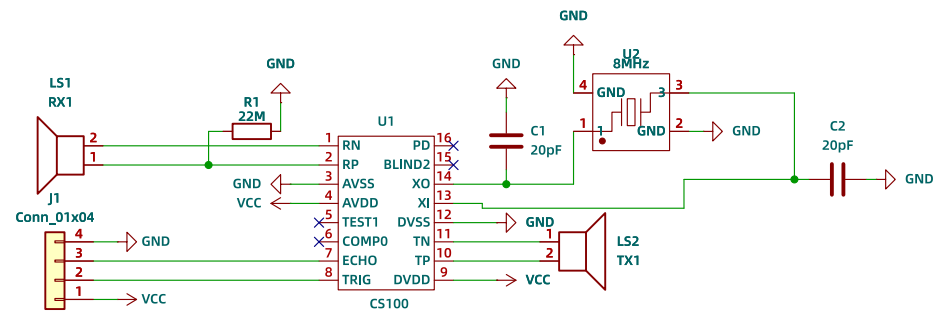 LS1
RX1
2
1
R1
22M
GND
J1
Conn_01x04
4
GND
3
2
1
VCC
U1
1 RN
2 RP
3 AVSS
GND
4 AVDD
VCC
5 TEST1
6 COMP0
7 ECHO
8 TRIG
PD 16
BLIND2 15
XO 14
XI 13
DVSS 12
GND
TN 11
TP 10
DVDD 9
VCC
CS100
GND
C1
20pF
GND
U2
8MHz
4 GND
3 3
1 1
GND 2
GND
C2
20pF
GND
1
2
LS2
TX1